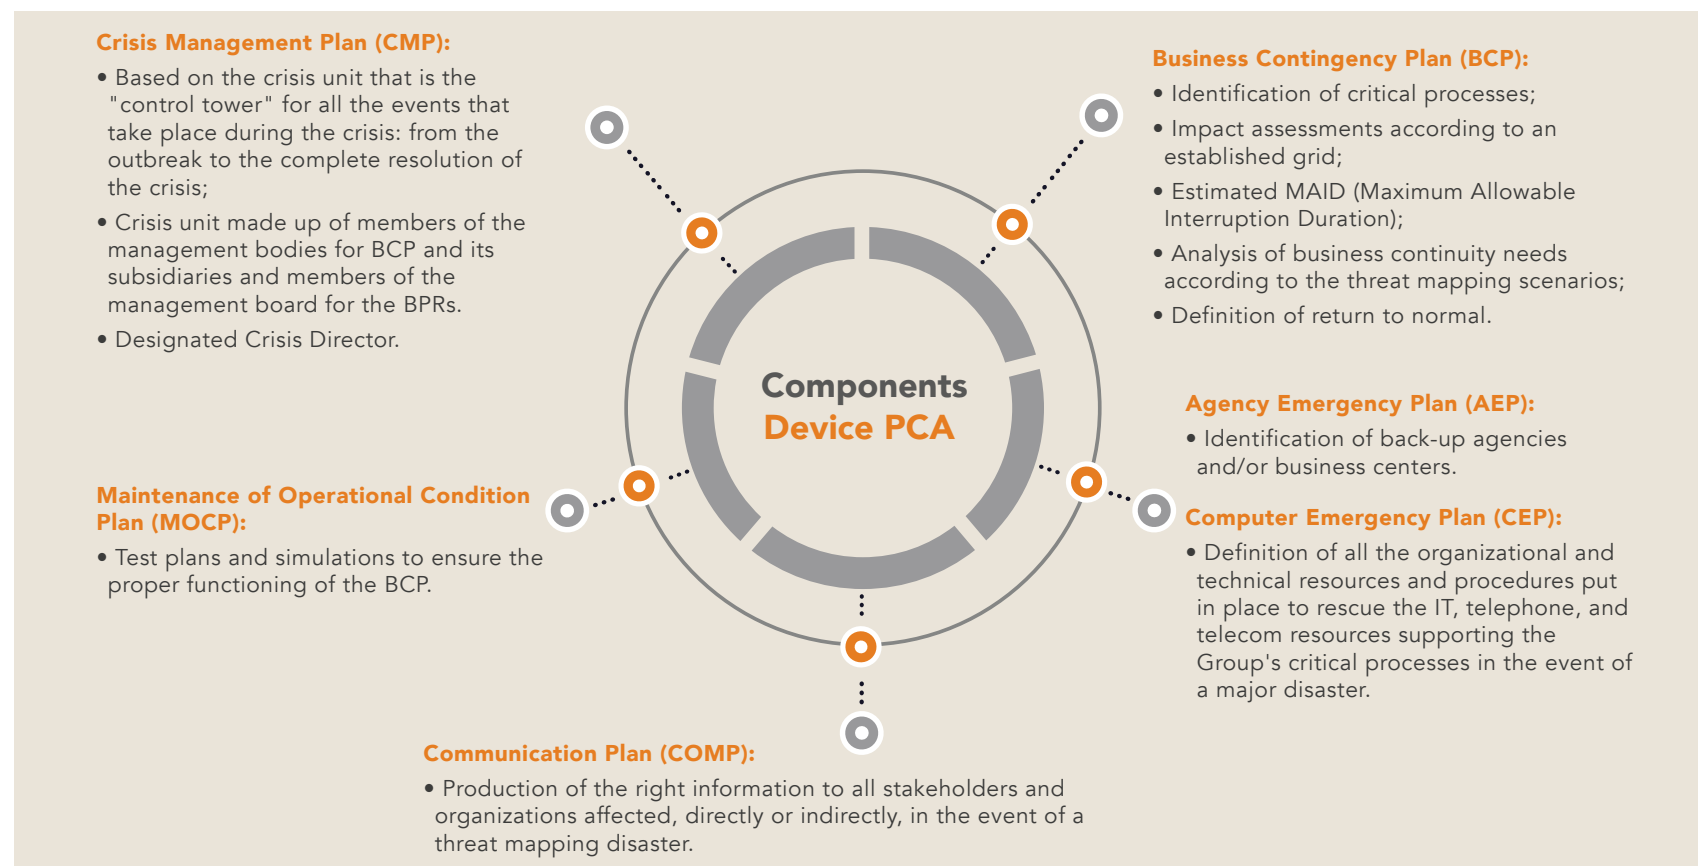 Crisis Management Plan (CMP):
• Based on the crisis unit that is the
"control tower" for all the events that
take place during the crisis: from the
outbreak to the complete resolution of
the crisis;
• Crisis unit made up of members of the
management bodies for BCP and its
subsidiaries and members of the
management board for the BPRs.
• Designated Crisis Director.
Business Contingency Plan (BCP):
• Identification of critical processes;
• Impact assessments according to an
established grid;
• Estimated MAID (Maximum Allowable
Interruption Duration);
• Analysis of business continuity needs
according to the threat mapping scenarios;
• Definition of return to normal.
Components
Device PCA
Agency Emergency Plan (AEP):
• Identification of back-up agencies
and/or business centers.
Computer Emergency Plan (CEP):
• Definition of all the organizational and
technical resources and procedures put
in place to rescue the IT, telephone, and
telecom resources supporting the
Group's critical processes in the event of
a major disaster.
Maintenance of Operational Condition
Plan (MOCP):
• Test plans and simulations to ensure the
proper functioning of the BCP.
Communication Plan (COMP):
• Production of the right information to all stakeholders and
organizations affected, directly or indirectly, in the event of a
threat mapping disaster.